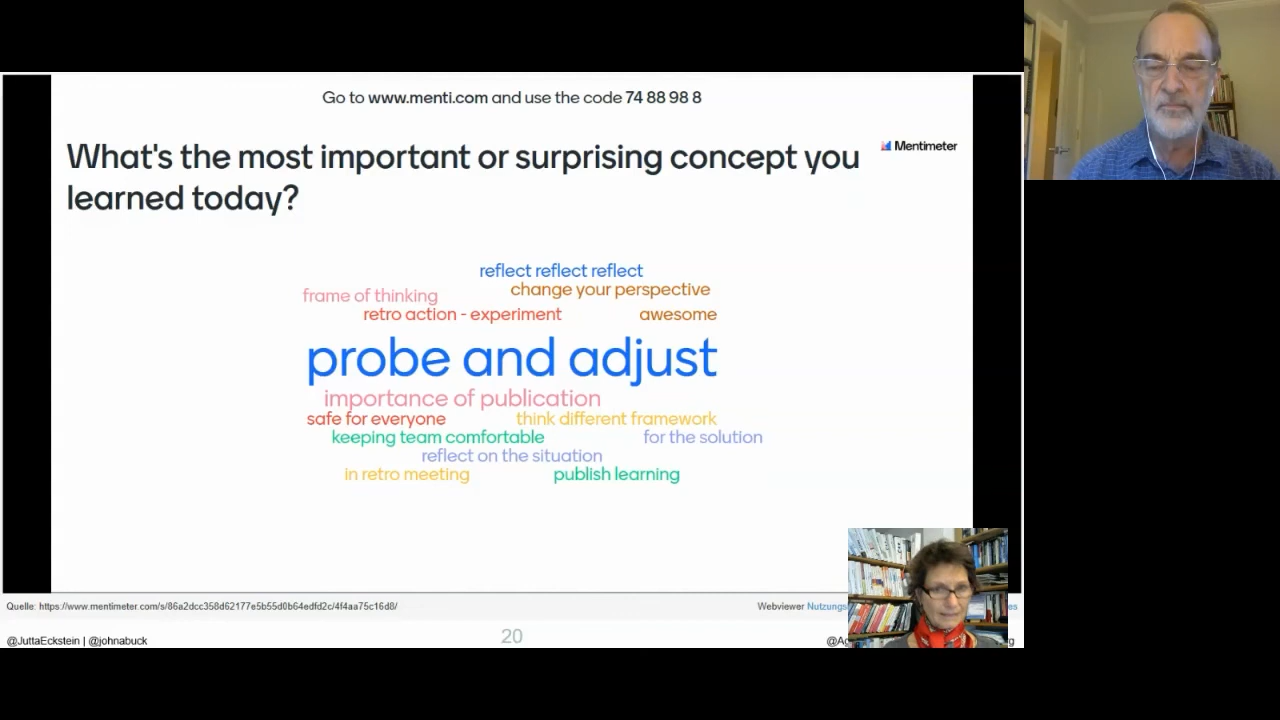 Go to www.menti.com and use the code 74 88 98 8
Mentimeter
What's the most important or surprising concept you
learned today?
reflect reflect reflect
frame of thinking
change your perspective
retro action - experiment
awesome
probe and adjust
importance of publication
safe for everyone
think different framework
keeping team comfortable
for the solution
reflect on the situation
in retro meeting
publish learning
Quelle: https://www.mentimeter.com/s/86a2dcc358d62177e5b55d0b64edfd2c/4f4aa75c16d8/
Webviewer
@JuttaEckstein | @johnabuck
20